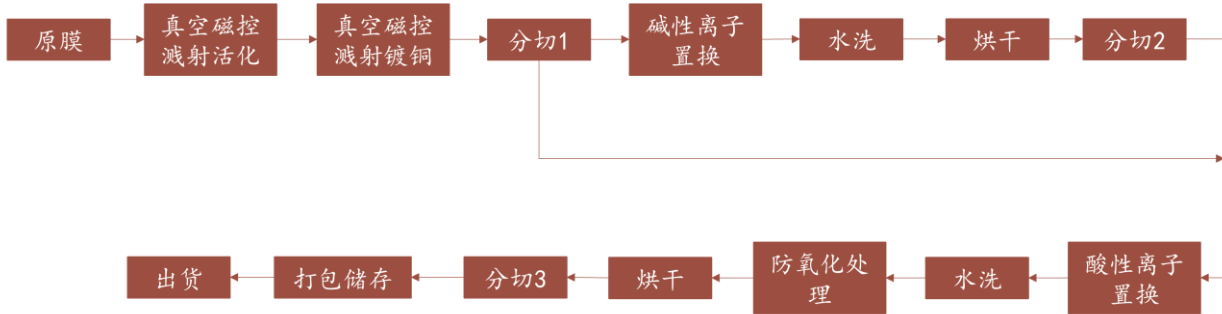 原膜
真空磁控
溅射活化
真空磁控
溅射镀铜
分切1
碱性离子
置换
水洗
烘干
分切2
出货
打包储存
分切3
烘干
防氧化处
理
水洗
酸性离子
置换